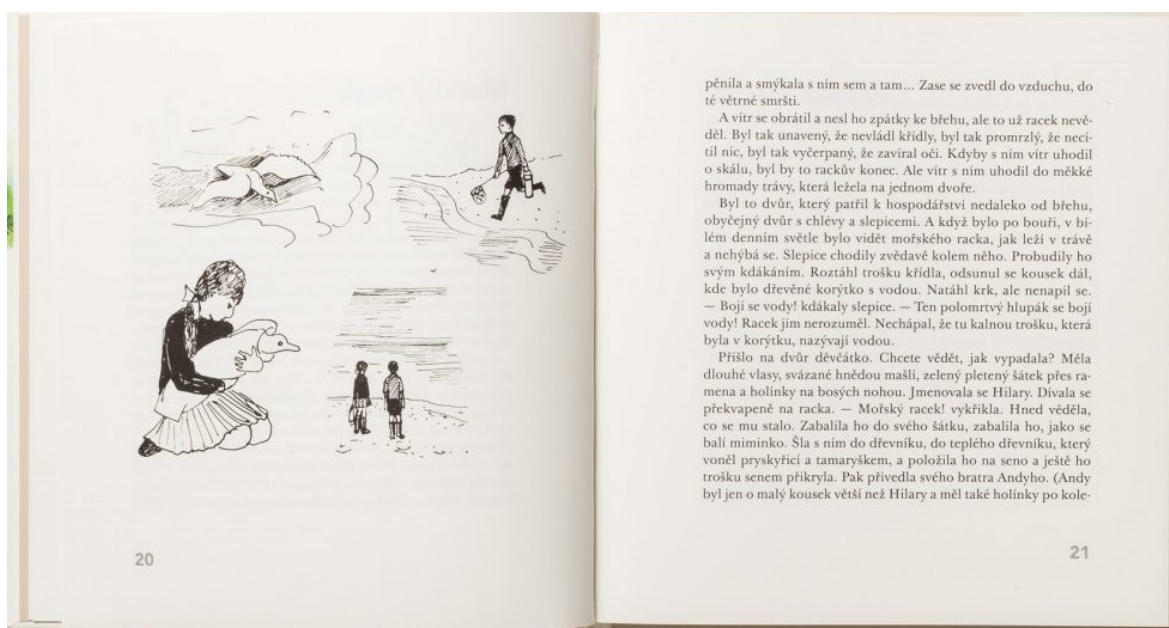 20
pěnila a smýkala s ním sem a tam... Zase se zvedl do vzduchu, do
té větrné smršti.
A vítr se obrátil a nesl ho zpátky ke břehu, ale to už racek nevě-
děl. Byl tak unavený, že nevládl křídly, byl tak promrzlý, že necí-
til nic, byl tak vyčerpaný, že zavíral oči. Kdyby s ním vítr uhodil
o skálu, byl by to rackův konec. Ale vítr s ním uhodil do měkké
hromady trávy, která ležela na jednom dvoře.
Byl to dvůr, který patřil k hospodářství nedaleko od břehu,
obyčejný dvůr s chlévy a slepicemi. A když bylo po bouři, v bí-
lém denním světle bylo vidět mořského racka, jak leží v trávě
a nehýbá se. Slepice chodily zvědavě kolem něho. Probudily ho
svým kdákáním. Roztáhl trošku křídla, odsunul se kousek dál,
kde bylo dřevěné korýtko s vodou. Natáhl krk, ale nenapil se.
— Bojí se vody! kdákaly slepice. — Ten polomrtvý hlupák se bojí
vody! Racek jim nerozuměl. Nechápal, že tu kalnou trošku, která
byla v korýtku, nazývají vodou.
Přišlo na dvůr děvčátko. Chcete vědět, jak vypadala? Měla
dlouhé vlasy, svázané hnědou mašlí, zelený pletený šátek přes ra-
mena a holínky na bosých nohou. Jmenovala se Hilary. Dívala se
překvapeně na racka. — Mořský racek! vykřikla. Hned věděla,
co se mu stalo. Zabalila ho do svého šátku, zabalila ho, jako se
balí miminko. Šla s ním do dřevníku, do teplého dřevníku, který
voněl pryskyřicí a tamaryškem, a položila ho na seno a ještě ho
trošku senem přikryla. Pak přivedla svého bratra Andyho. (Andy
byl jen o malý kousek větší než Hilary a měl také holínky po kole-
21